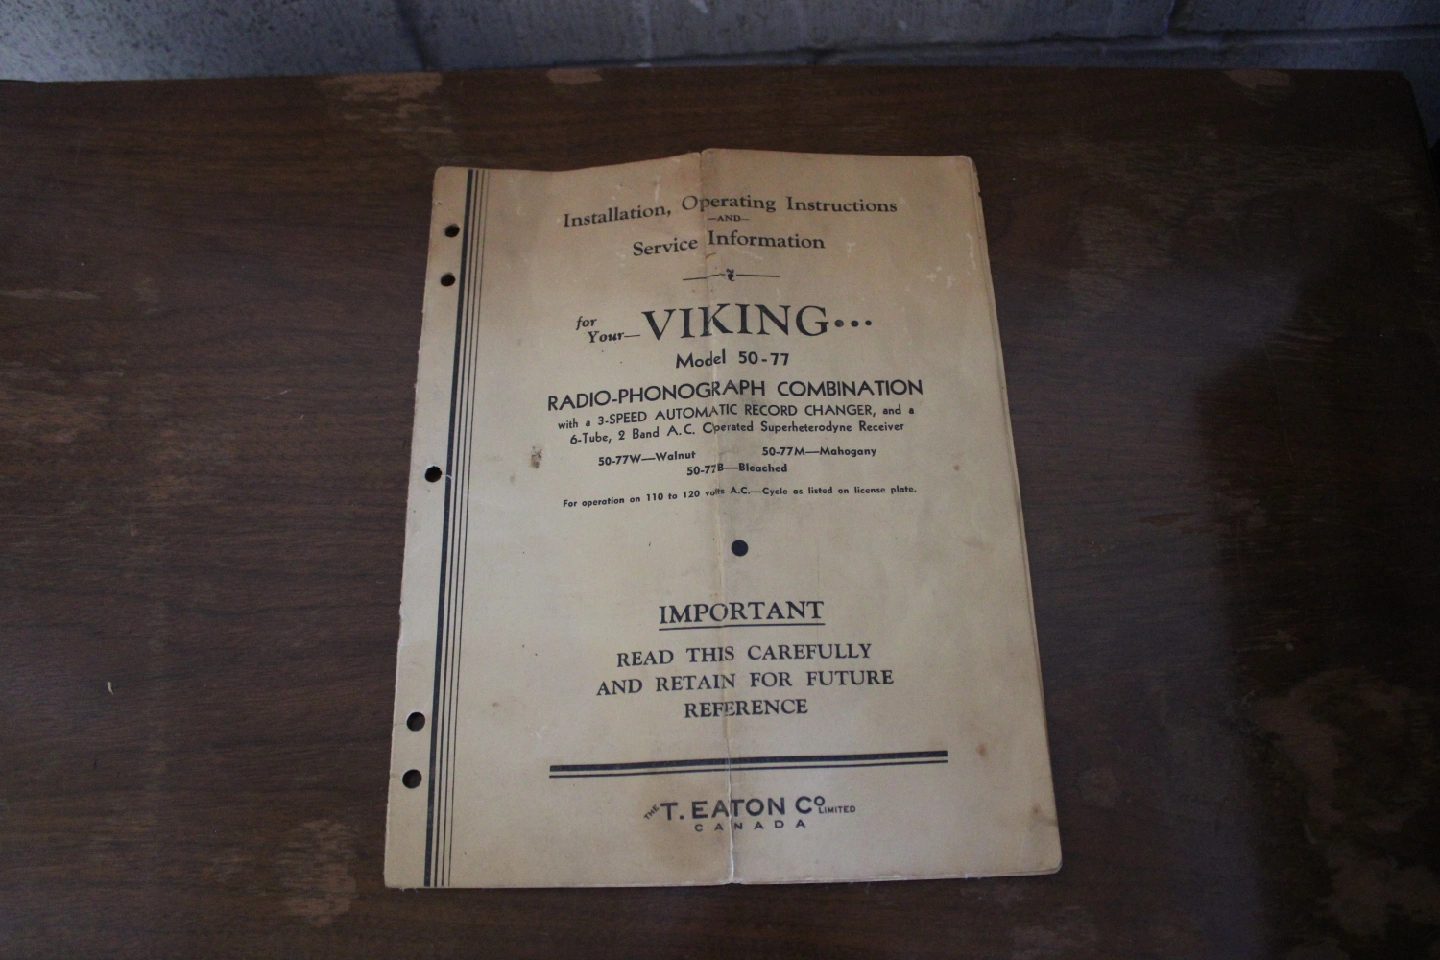 Installation, Operating Instructions
—AND—
Service Information
for
Your— VIKING...
Model 50-77
RADIO-PHONOGRAPH COMBINATION
with a 3-SPEED AUTOMATIC RECORD CHANGER, and a
6-Tube, 2 Band A.C. Operated Superheterodyne Receiver
50-77W—Walnut 50-77M—Mahogany
50-77B—Bleached
For operation on 110 to 120 volts A.C.—Cycle as listed on license plate.
IMPORTANT
READ THIS CAREFULLY
AND RETAIN FOR FUTURE
REFERENCE
THE T. EATON CO LIMITED
CANADA